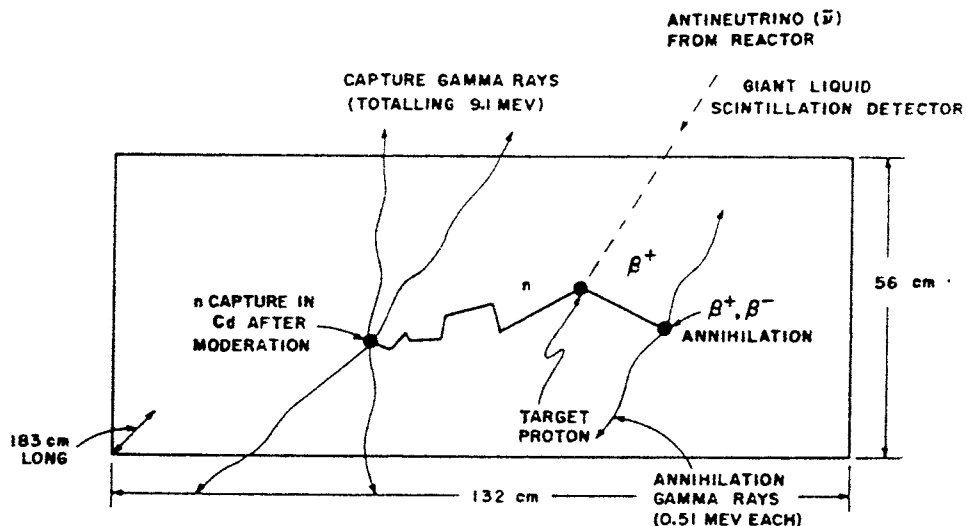 ANTINEUTRINO (ν̄)
FROM REACTOR
CAPTURE GAMMA RAYS
(TOTALLING 9.1 MEV)
GIANT LIQUID
SCINTILLATION DETECTOR
β⁺
n
56 cm
n CAPTURE IN
Cd AFTER
MODERATION
β⁺, β⁻
ANNIHILATION
183 cm
LONG
TARGET
PROTON
132 cm
ANNIHILATION
GAMMA RAYS
(0.51 MEV EACH)